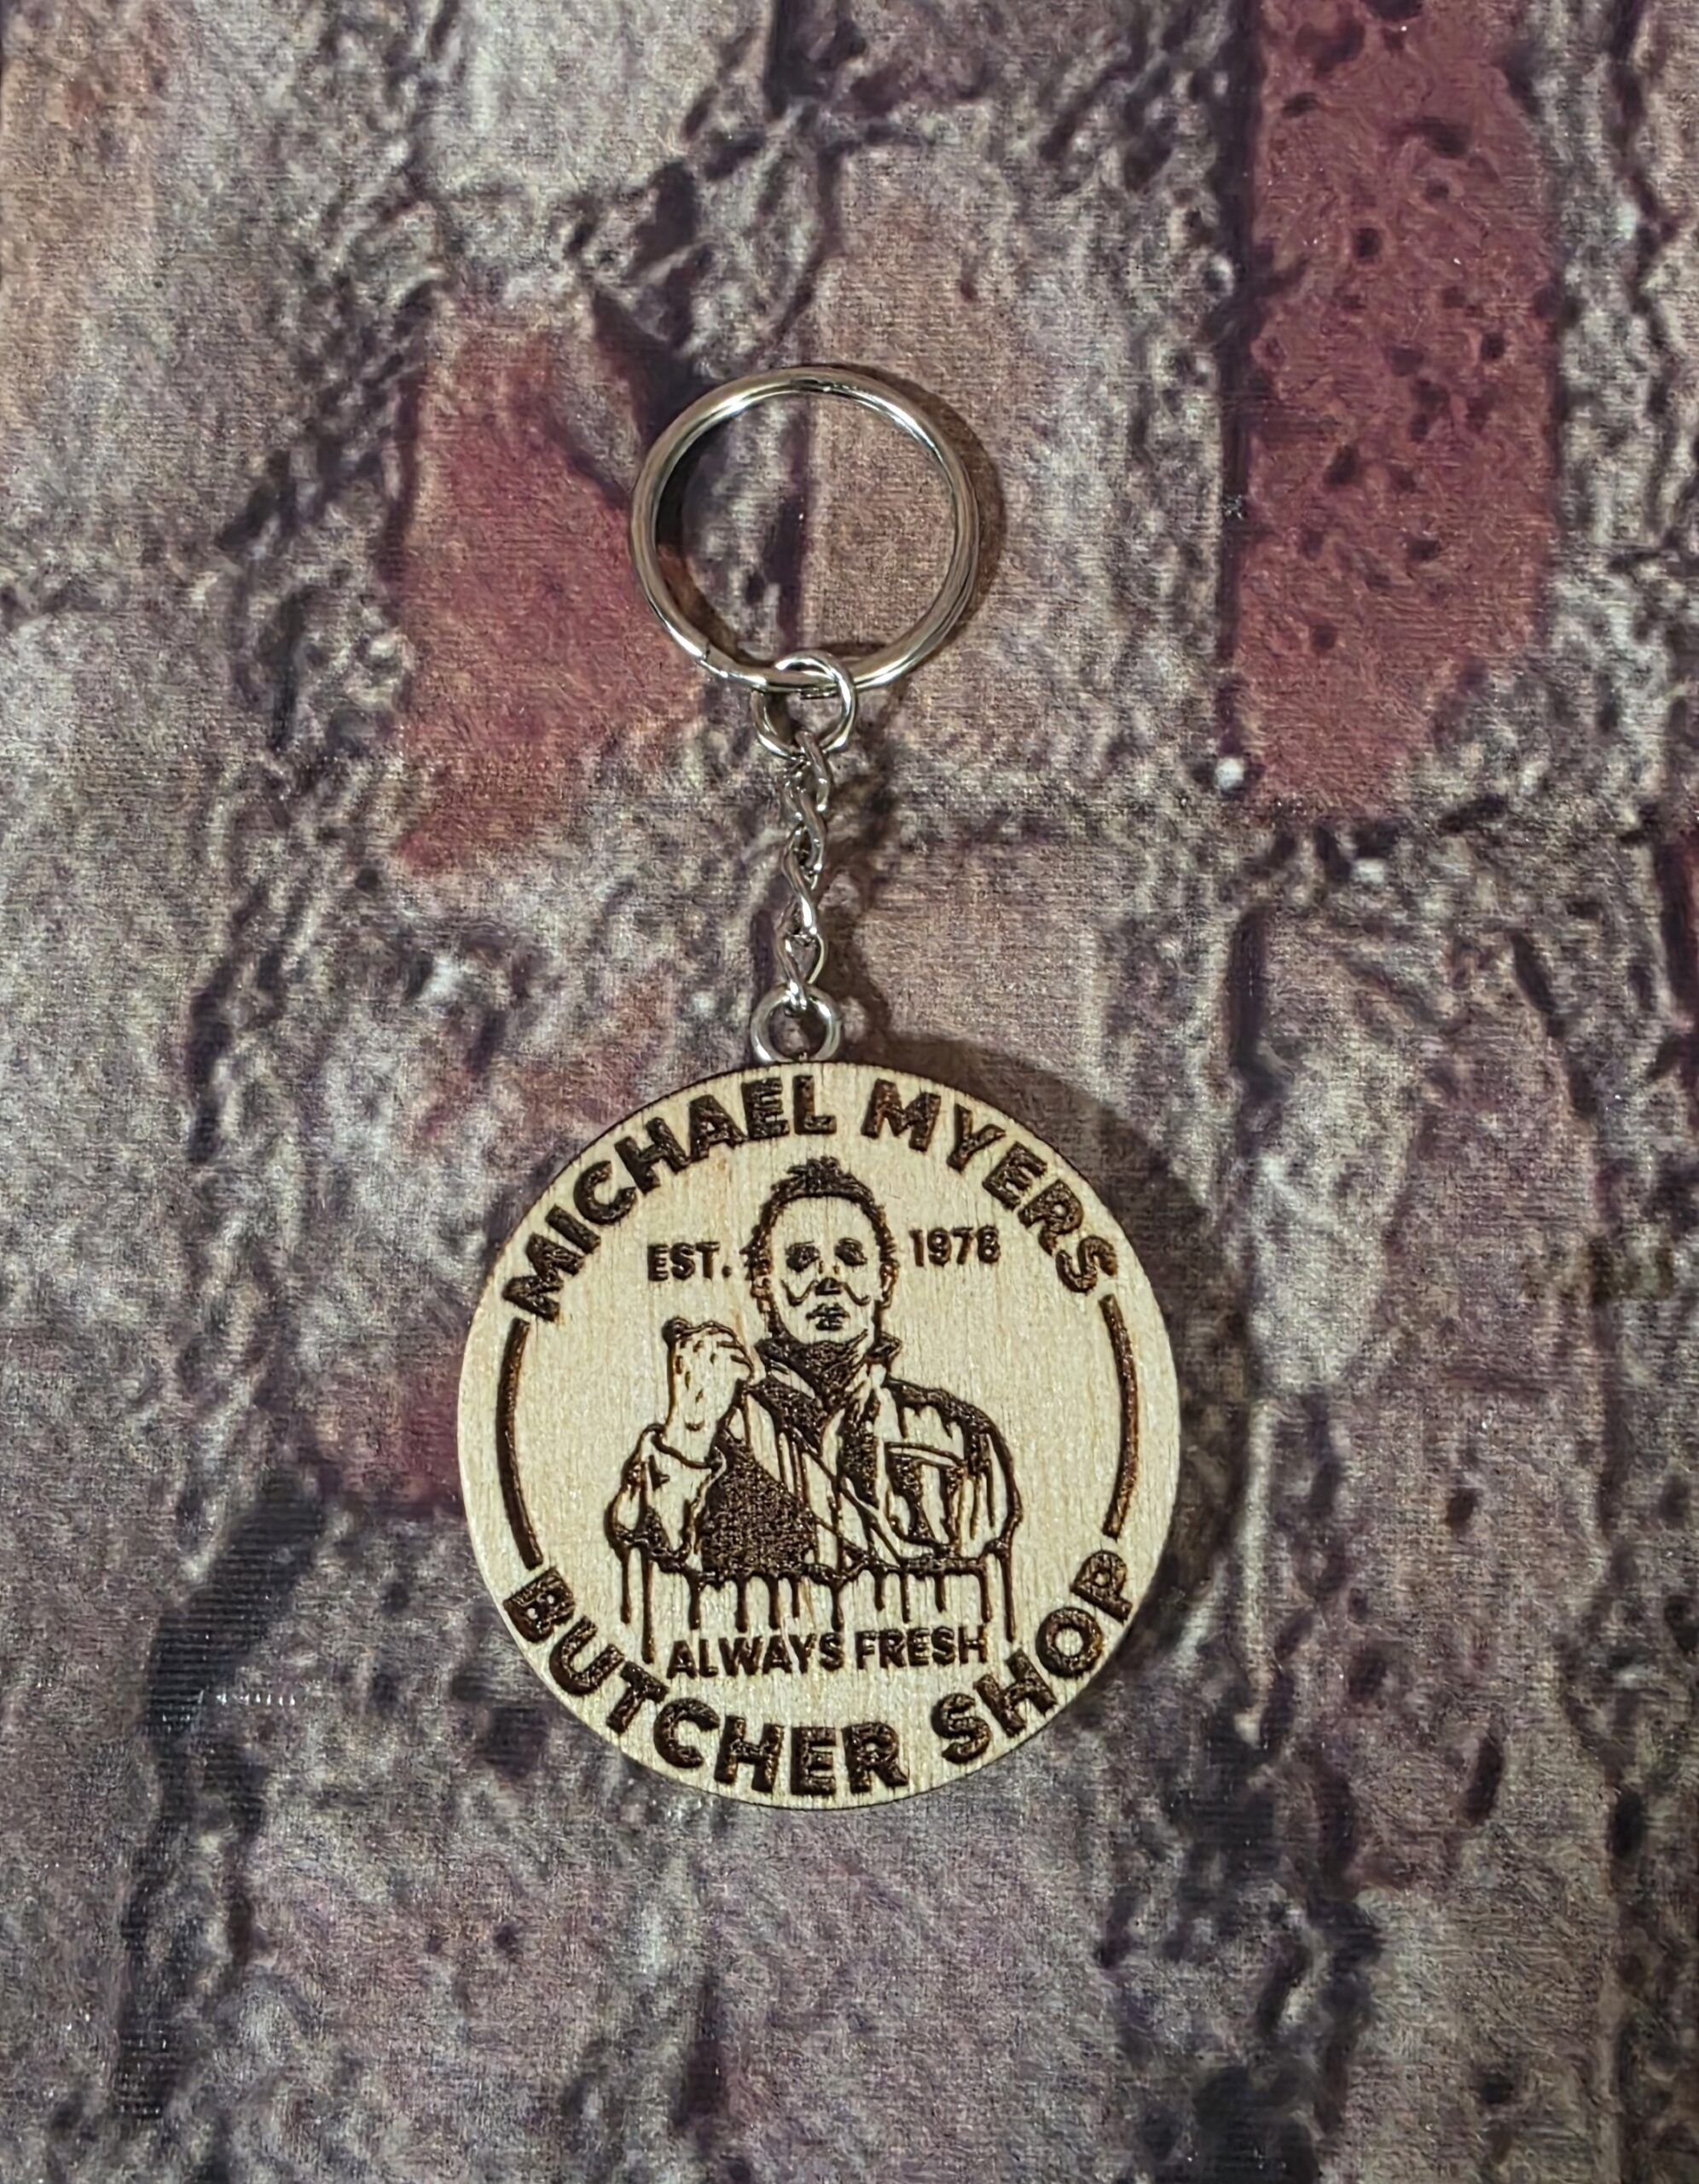 MICHAEL MYERS
EST. 1978
ALWAYS FRESH
BUTCHER SHOP